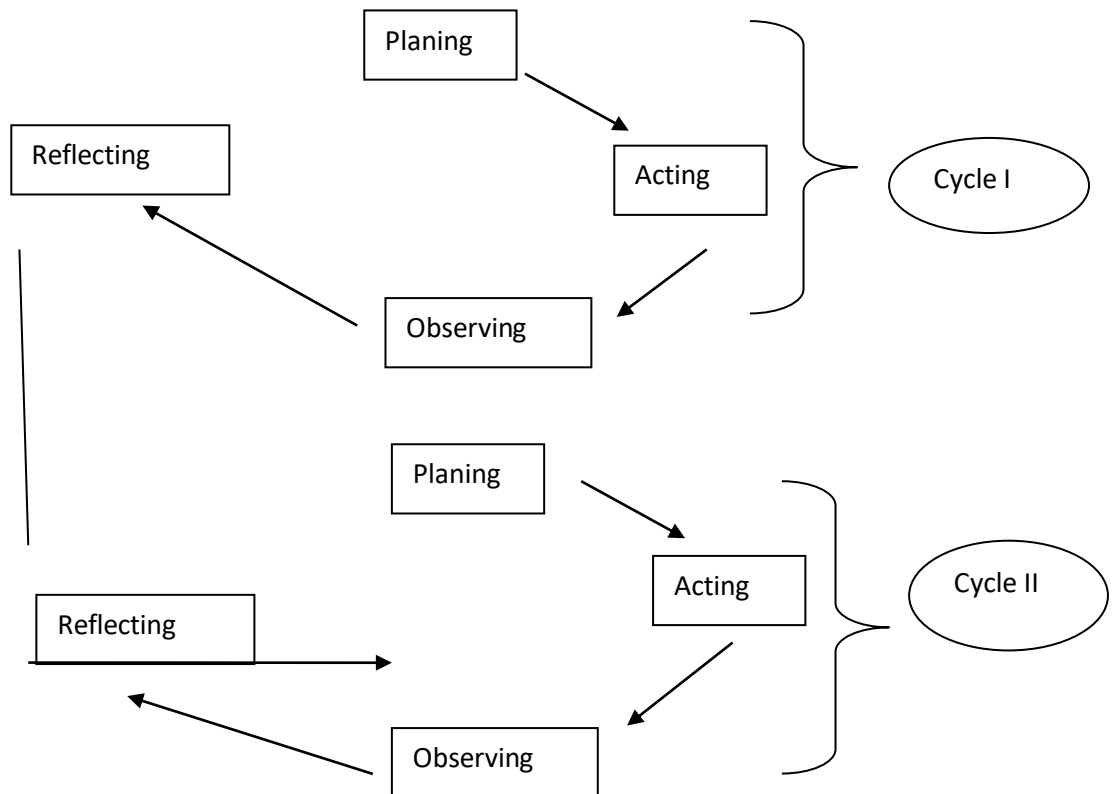 Planing
Reflecting
Acting
Cycle I
Observing
Planing
Acting
Cycle II
Reflecting
Observing